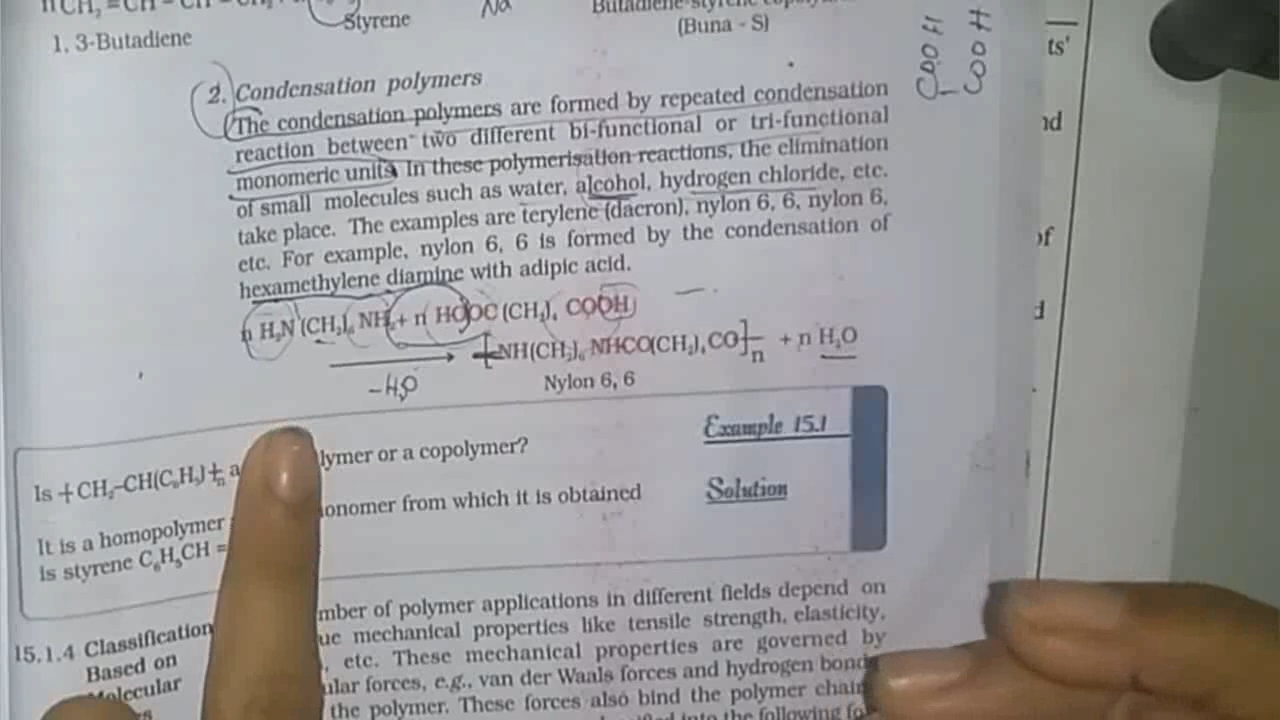 Styrene
Na
1, 3-Butadiene
(Buna - S)
COOH
COOH
2. Condensation polymers
The condensation polymers are formed by repeated condensation
reaction between two different bi-functional or tri-functional
monomeric units. In these polymerisation reactions, the elimination
of small molecules such as water, alcohol, hydrogen chloride, etc.
take place. The examples are terylene (dacron), nylon 6, 6, nylon 6,
etc. For example, nylon 6, 6 is formed by the condensation of
hexamethylene diamine with adipic acid.
n H₂N (CH₂)₆ NH₂ + n HOOC (CH₂)₄ COOH
[NH(CH₂)₆ NHCO(CH₂)₄CO]n + n H₂O
-H₂O
Nylon 6, 6
Example 15.1
Is [CH₂-CH(C₆H₅)]n a lymer or a copolymer?
Solution
It is a homopolymer onomer from which it is obtained
is styrene C₆H₅CH =
15.1.4 Classification
Based on
Molecular
mber of polymer applications in different fields depend on
ue mechanical properties like tensile strength, elasticity,
, etc. These mechanical properties are governed by
ular forces, e.g., van der Waals forces and hydrogen bonds
the polymer. These forces also bind the polymer chain
into the following
ts'
nd
of
d